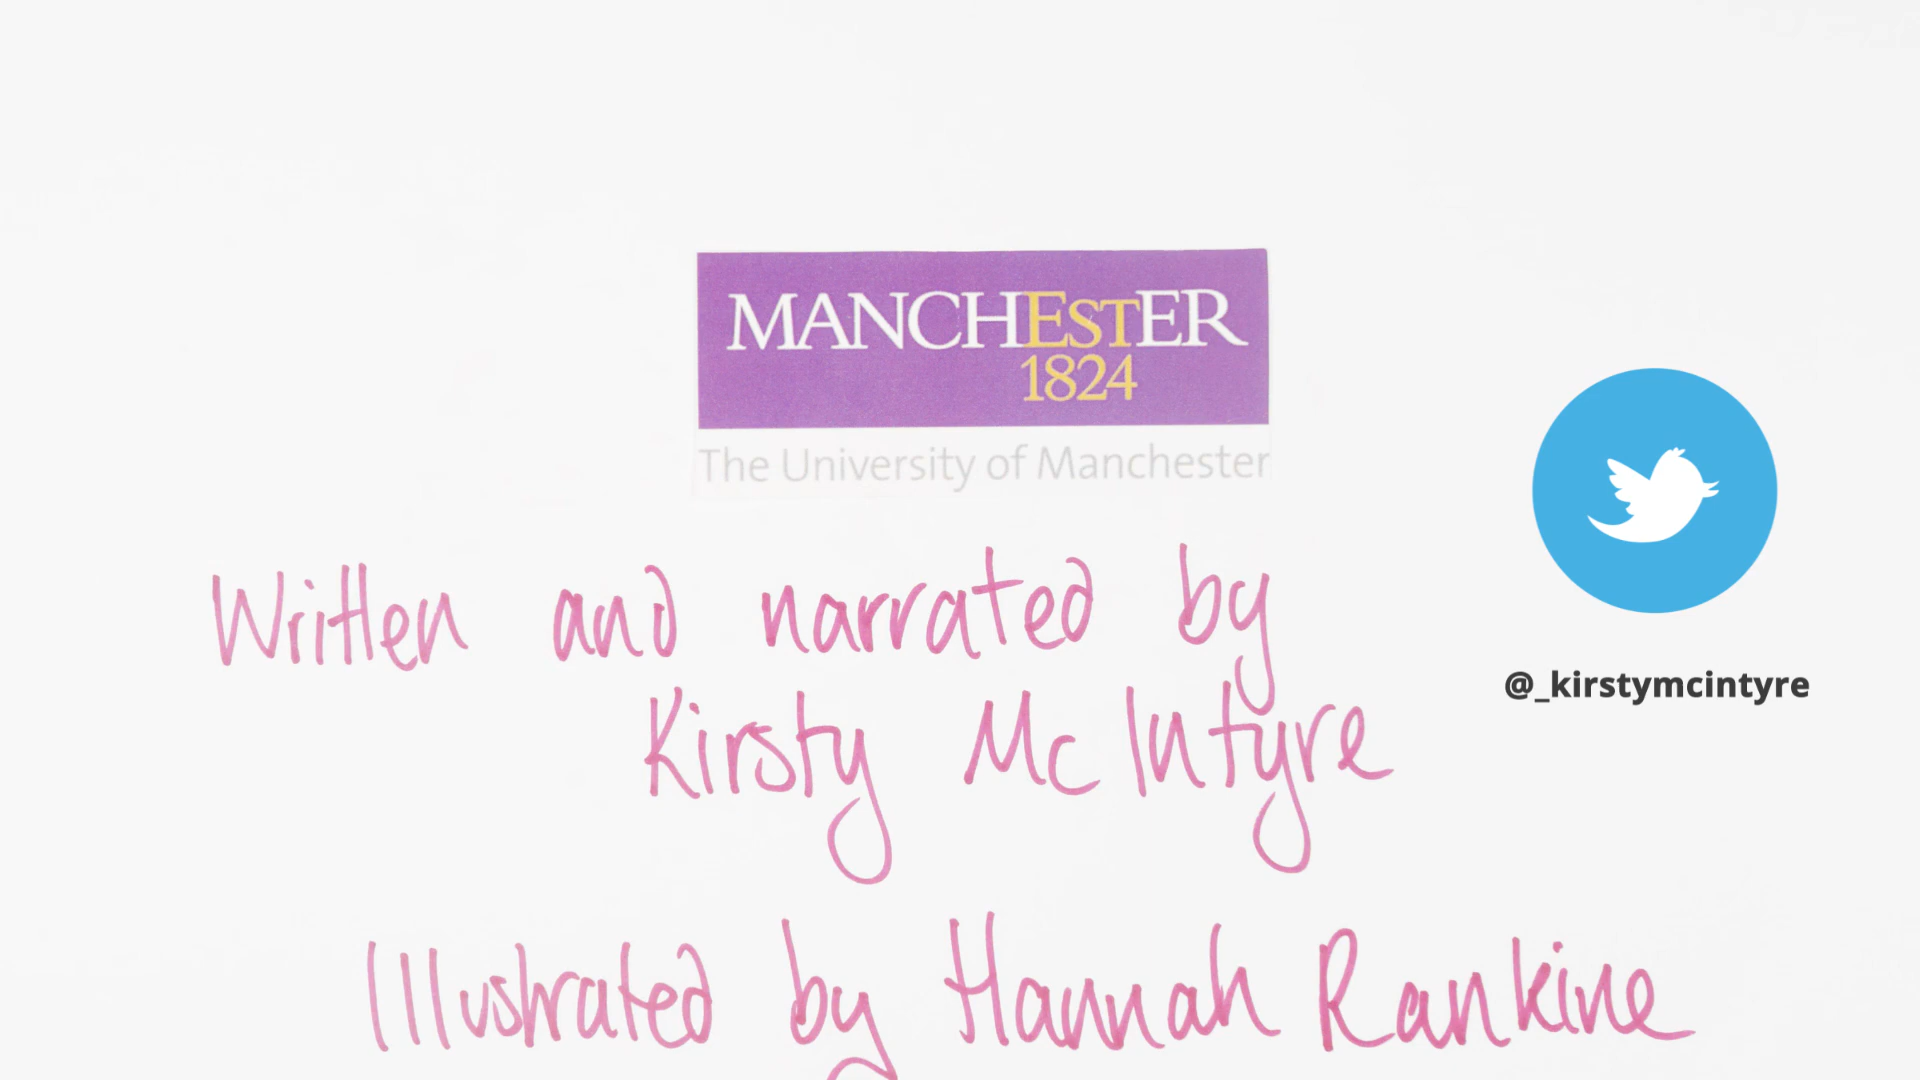 MANCHEstER
1824
The University of Manchester
Written and narrated by
Kirsty McIntyre
@_kirstymcintyre
Illustrated by Hannah Rankine